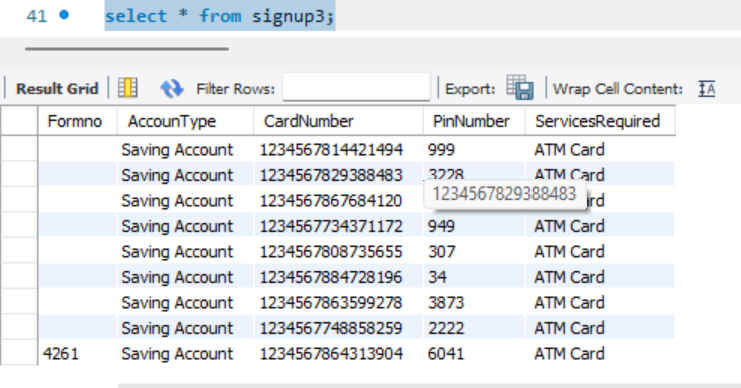 41 select * from signup3;
Result Grid Filter Rows: Export: Wrap Cell Content: IA
Formno AccounType CardNumber PinNumber ServicesRequired
Saving Account 1234567814421494 999 ATM Card
Saving Account 1234567829388483 3228 ATM Card
Saving Account 1234567867684120 rd
1234567829388483
Saving Account 1234567734371172 949 ATM Card
Saving Account 1234567808735655 307 ATM Card
Saving Account 1234567884728196 34 ATM Card
Saving Account 1234567863599278 3873 ATM Card
Saving Account 1234567748858259 2222 ATM Card
4261 Saving Account 1234567864313904 6041 ATM Card